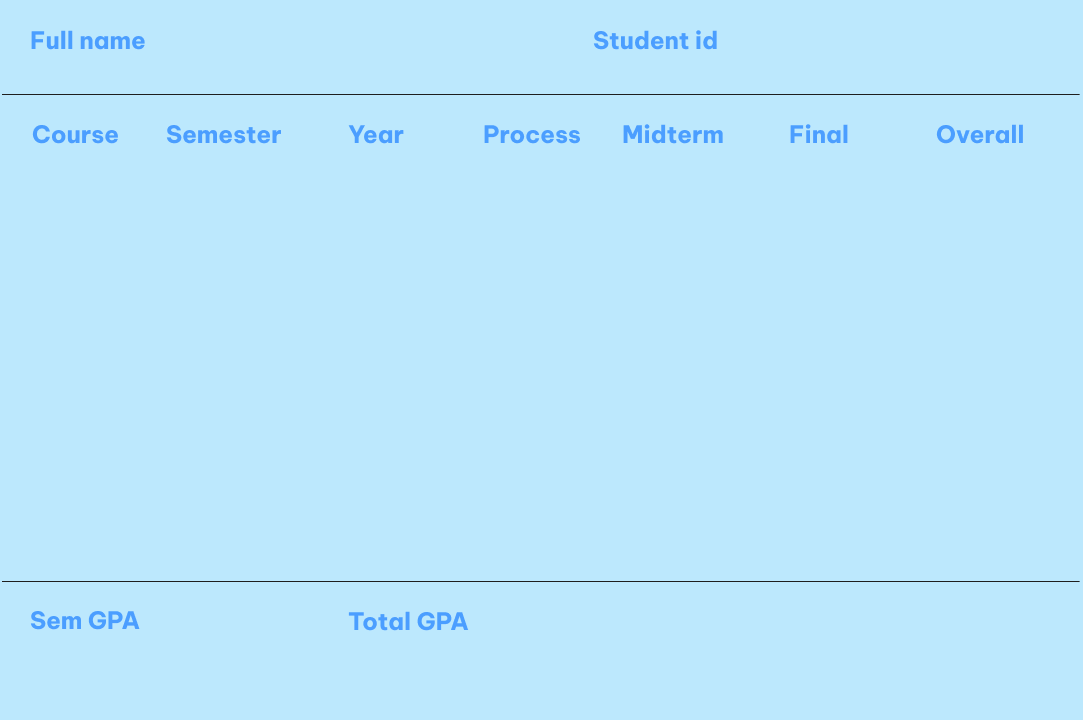 Full name Student id
Course Semester Year Process Midterm Final Overall
Sem GPA Total GPA